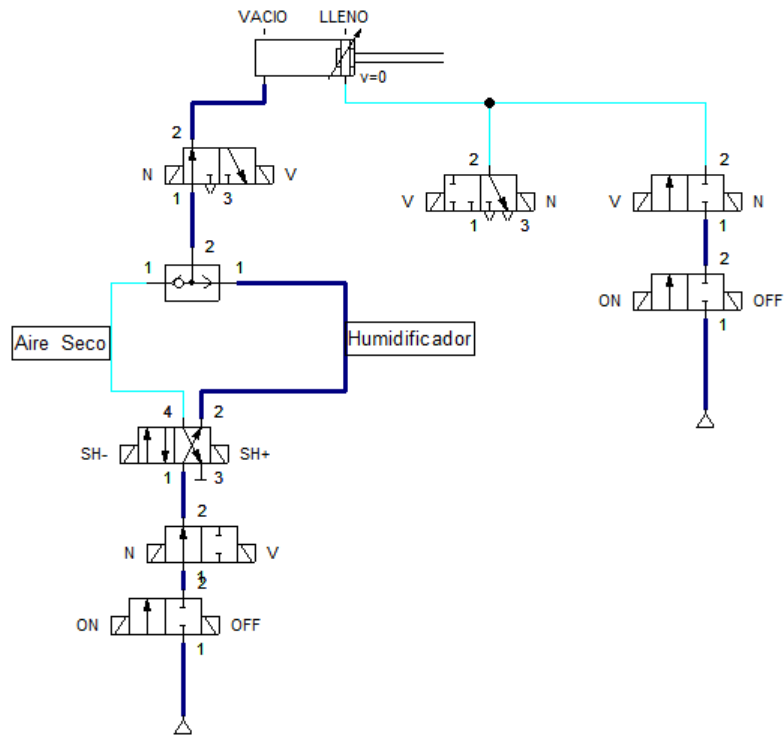 VACIO LLENO
v=0
2
N V
1 3
2
V N
1 3
2
V N
1
2
1 1
2
ON OFF
1
Aire Seco
Humidificador
4 2
SH- SH+
1 3
2
N V
1
2
ON OFF
1